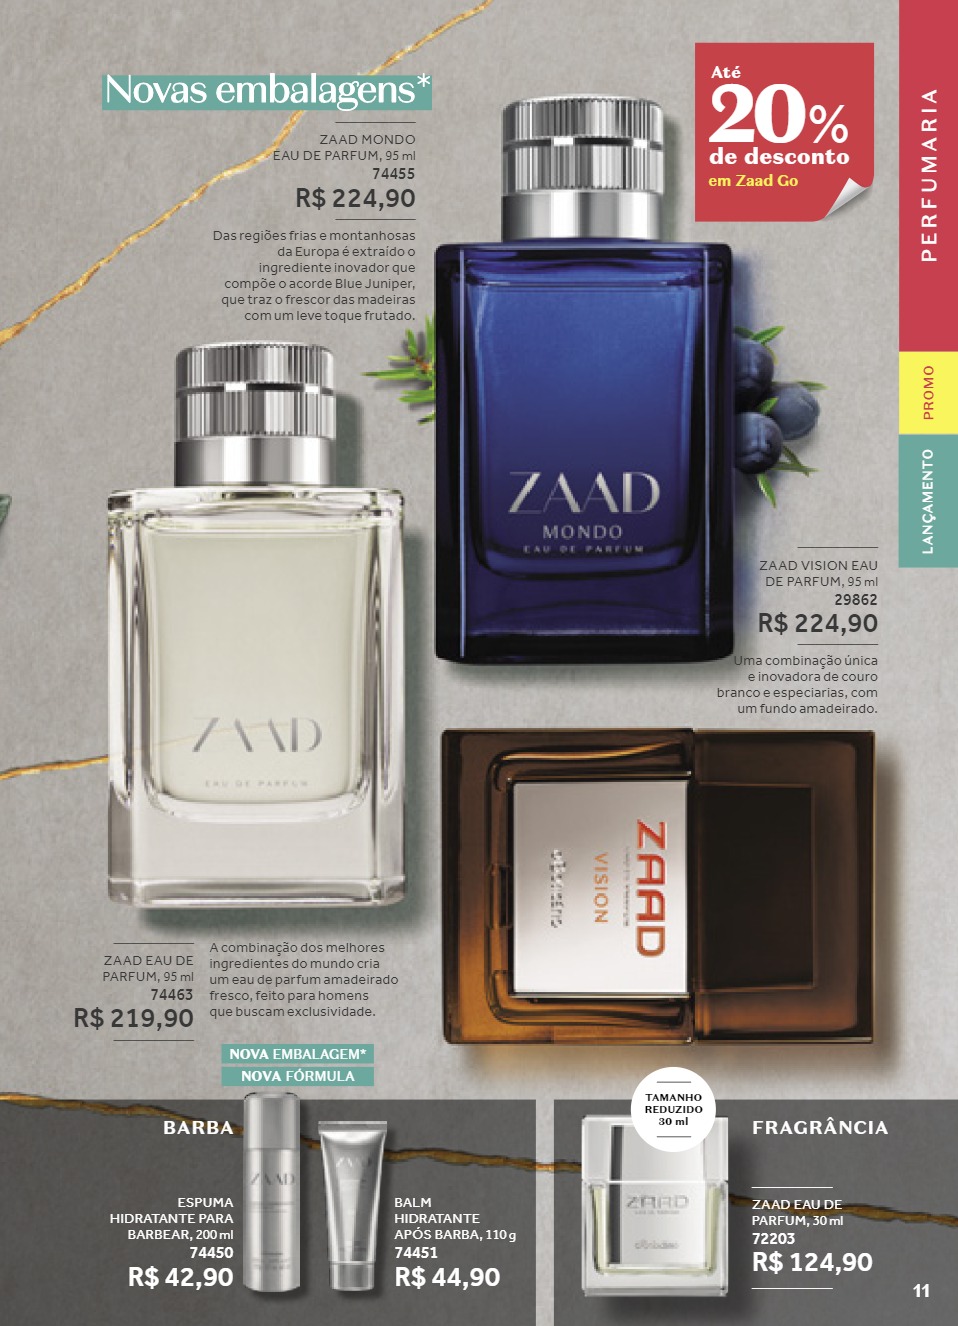 Novas embalagens*
ZAAD MONDO
EAU DE PARFUM, 95 ml
74455
R$ 224,90
Das regiões frias e montanhosas
da Europa é extraído o
ingrediente inovador que
compõe o acorde Blue Juniper,
que traz o frescor das madeiras
com um leve toque frutado.
Até
20%
de desconto
em Zaad Go
PERFUMARIA
PROMO
LANÇAMENTO
ZAAD
MONDO
EAU DE PARFUM
ZAAD VISION EAU
DE PARFUM, 95 ml
29862
R$ 224,90
Uma combinação única
e inovadora de couro
branco e especiarias, com
um fundo amadeirado.
ZAAD
EAU DE PARFUM
ZAAD
VISION
ZAAD EAU DE
PARFUM, 95 ml
74463
R$ 219,90
A combinação dos melhores
ingredientes do mundo cria
um eau de parfum amadeirado
fresco, feito para homens
que buscam exclusividade.
NOVA EMBALAGEM*
NOVA FÓRMULA
BARBA
ZAAD
ESPUMA
HIDRATANTE PARA
BARBEAR, 200 ml
74450
R$ 42,90
ZAAD
BALM
HIDRATANTE
APÓS BARBA, 110 g
74451
R$ 44,90
TAMANHO
REDUZIDO
30 ml
FRAGRÂNCIA
ZAAD
ZAAD EAU DE
PARFUM, 30 ml
72203
R$ 124,90
11